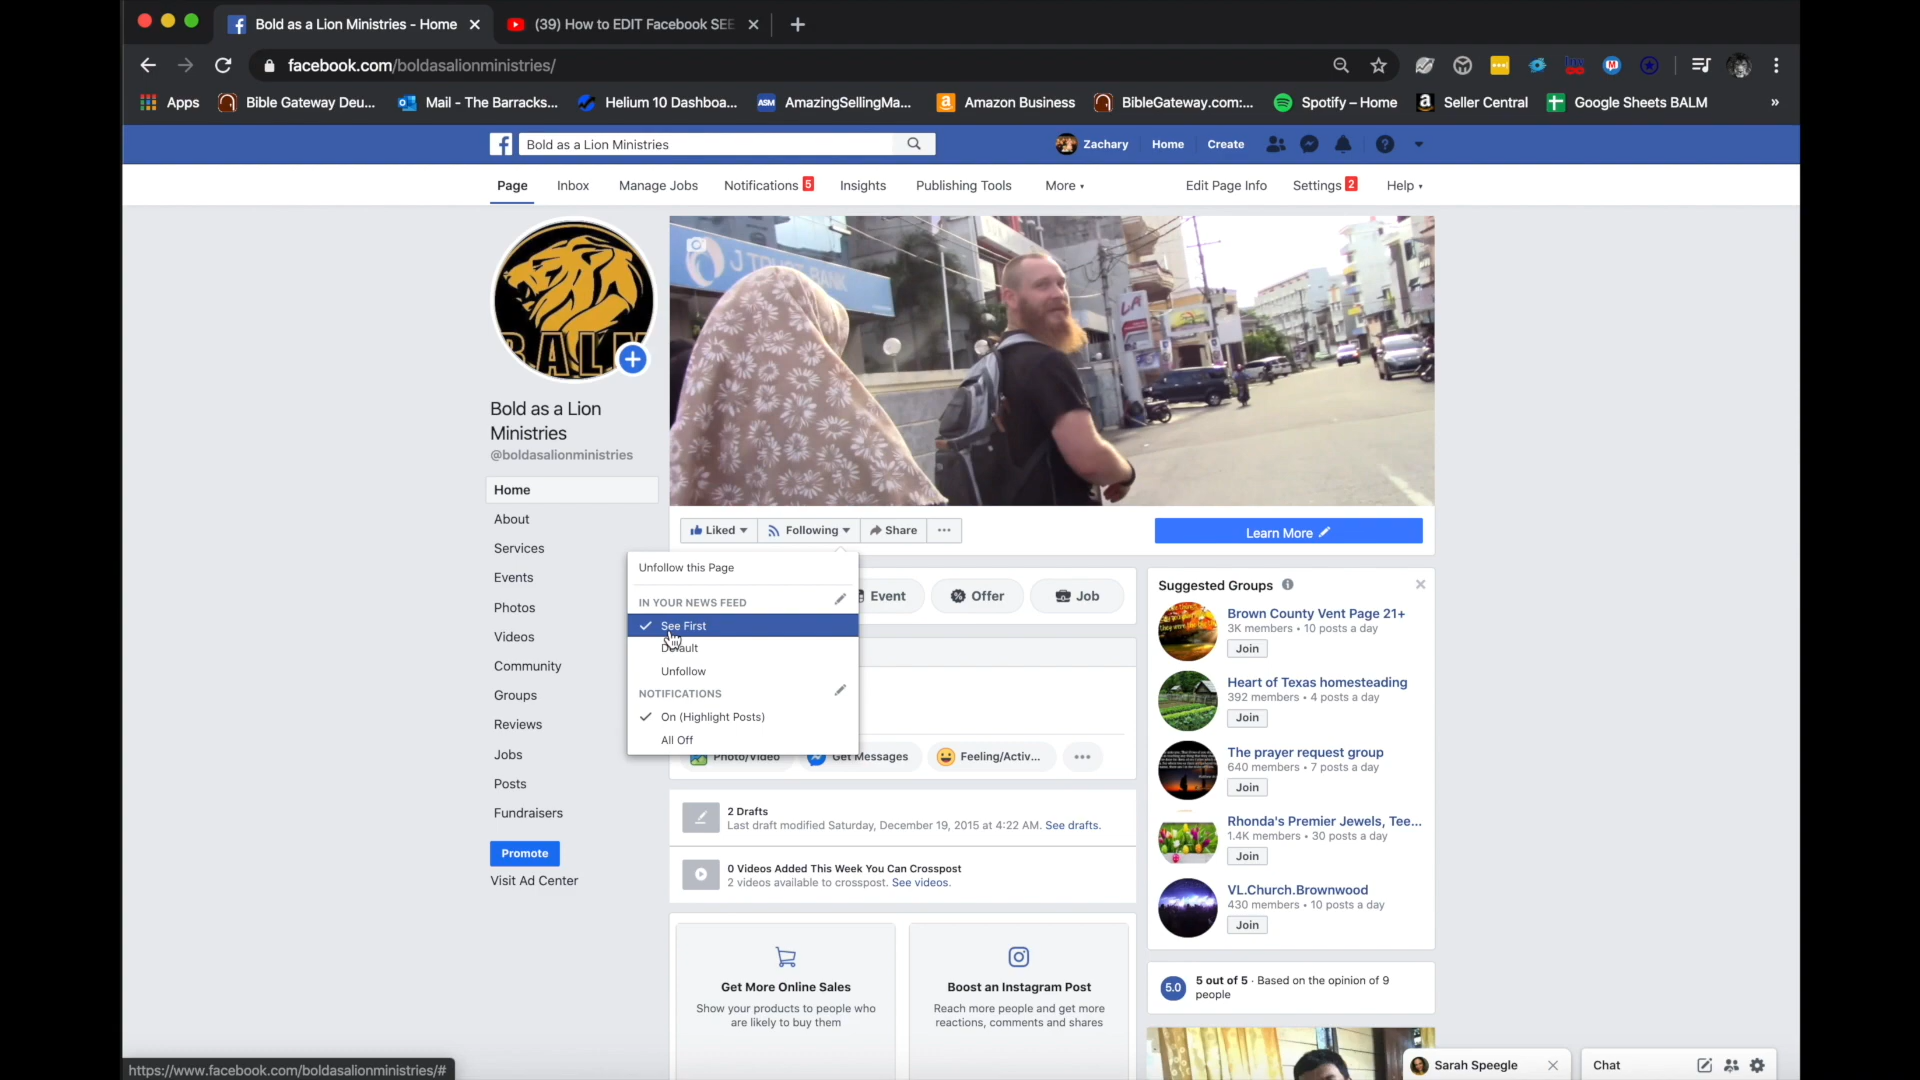 Bold as a Lion Ministries - Home
(39) How to EDIT Facebook SEE
facebook.com/boldasalionministries/
Apps
Bible Gateway Deu...
Mail - The Barracks...
Helium 10 Dashboa...
ASM
AmazingSellingMa...
Amazon Business
BibleGateway.com:...
Spotify – Home
Seller Central
Google Sheets BALM
»
Bold as a Lion Ministries
Zachary
Home
Create
Page
Inbox
Manage Jobs
Notifications 5
Insights
Publishing Tools
More
Edit Page Info
Settings 2
Help
J TRUST BANK
BALM
Bold as a Lion
Ministries
@boldasalionministries
Home
About
Services
Events
Photos
Videos
Community
Groups
Reviews
Jobs
Posts
Fundraisers
Promote
Visit Ad Center
Liked
Following
Share
Learn More
Unfollow this Page
IN YOUR NEWS FEED
See First
Default
Unfollow
NOTIFICATIONS
On (Highlight Posts)
All Off
Event
Offer
Job
Photo/Video
Get Messages
Feeling/Activ...
2 Drafts
Last draft modified Saturday, December 19, 2015 at 4:22 AM. See drafts.
0 Videos Added This Week You Can Crosspost
2 videos available to crosspost. See videos.
Get More Online Sales
Show your products to people who
are likely to buy them
Boost an Instagram Post
Reach more people and get more
reactions, comments and shares
Suggested Groups
Brown County Vent Page 21+
3K members • 10 posts a day
Join
Heart of Texas homesteading
392 members • 4 posts a day
Join
The prayer request group
640 members • 7 posts a day
Join
Rhonda's Premier Jewels, Tee...
1.4K members • 30 posts a day
Join
VL.Church.Brownwood
430 members • 10 posts a day
Join
5.0
5 out of 5 · Based on the opinion of 9
people
Sarah Speegle
Chat
https://www.facebook.com/boldasalionministries/#